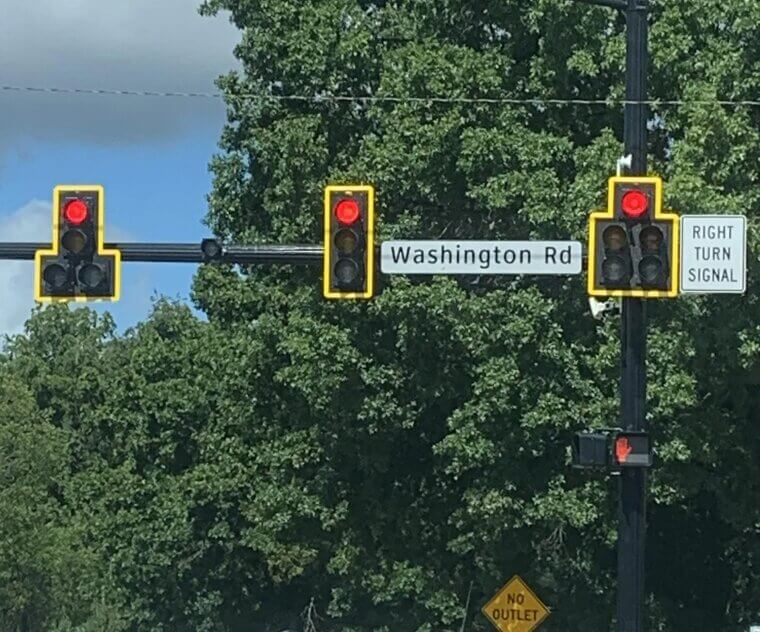 Washington Rd
RIGHT
TURN
SIGNAL
NO
OUTLET